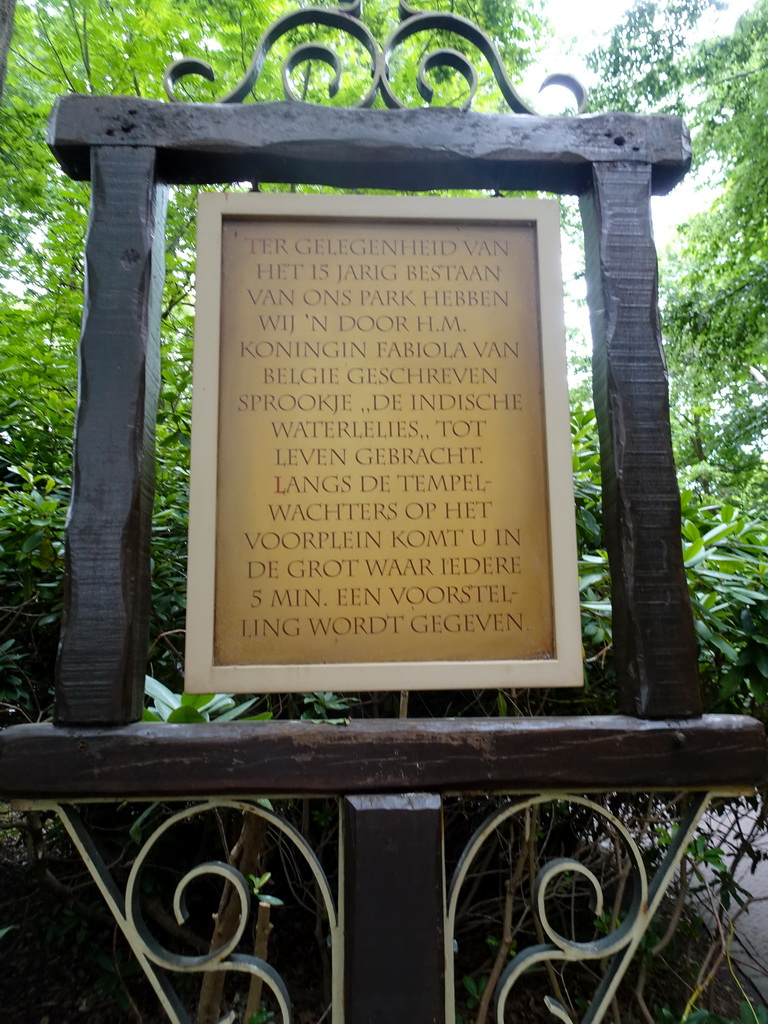 TER GELEGENHEID VAN
HET 15 JARIG BESTAAN
VAN ONS PARK HEBBEN
WIJ 'N DOOR H.M.
KONINGIN FABIOLA VAN
BELGIE GESCHREVEN
SPROOKJE ,,DE INDISCHE
WATERLELIES,, TOT
LEVEN GEBRACHT.
LANGS DE TEMPEL-
WACHTERS OP HET
VOORPLEIN KOMT U IN
DE GROT WAAR IEDERE
5 MIN. EEN VOORSTEL-
LING WORDT GEGEVEN.